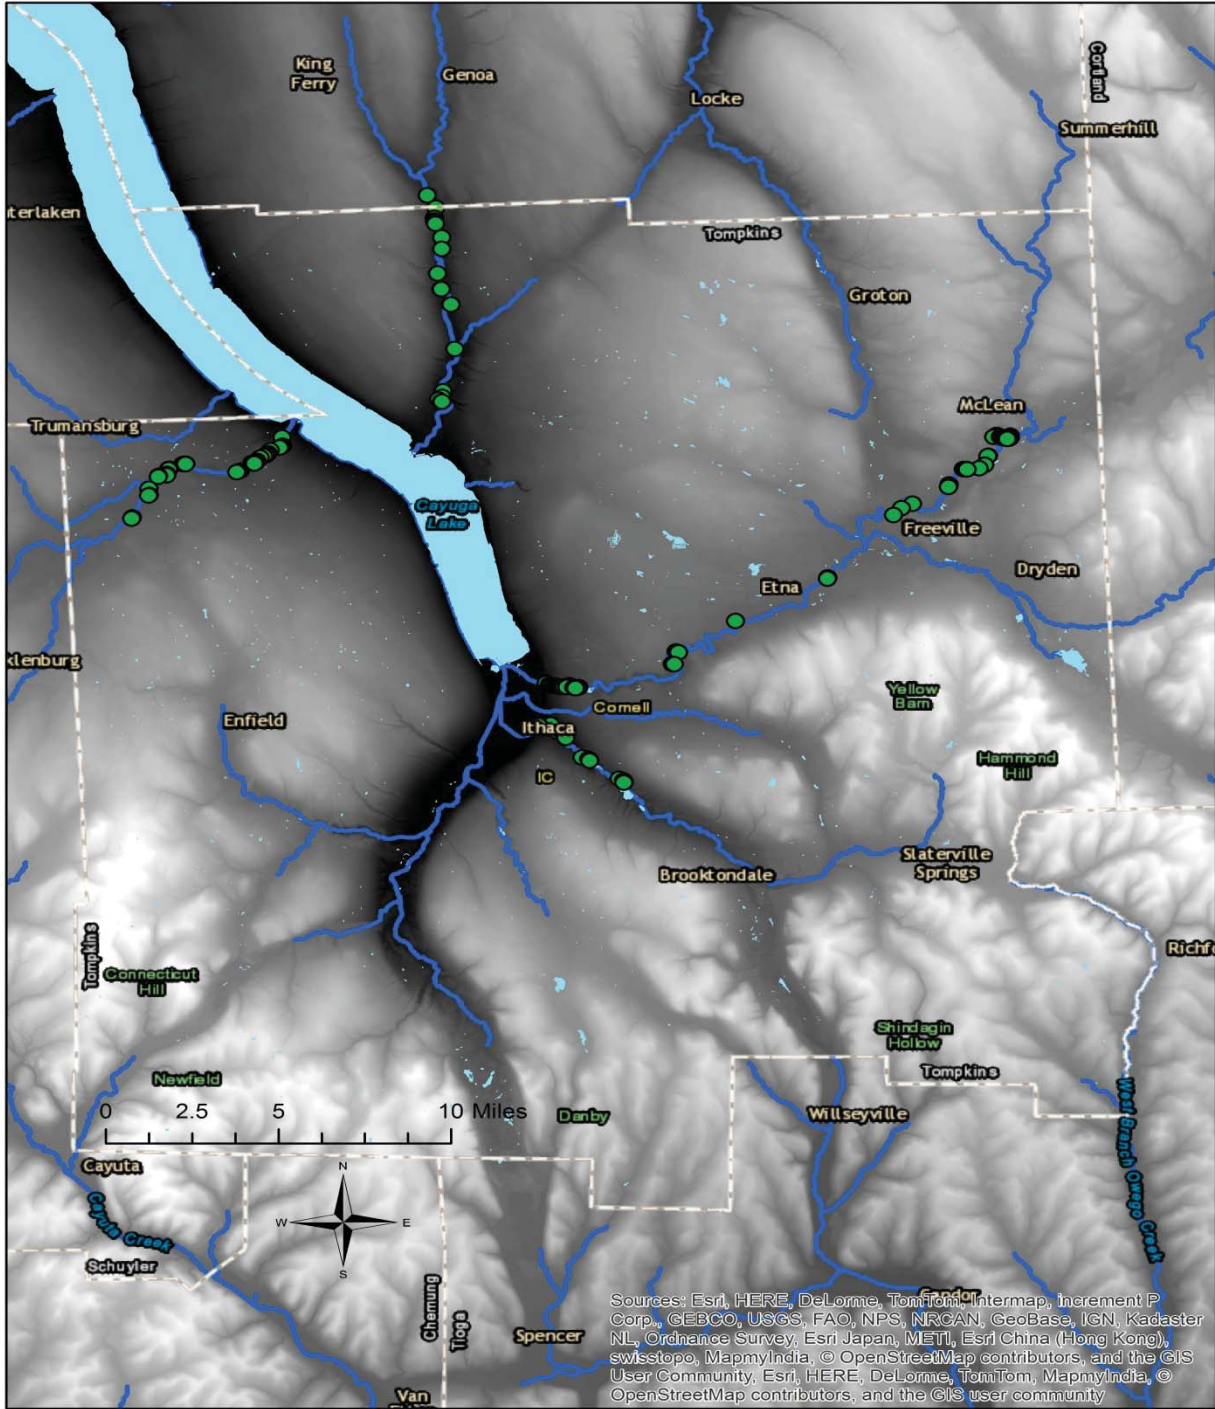 King
Ferry
Genoa
Locke
Cortland
Summerhill
terlaken
Tompkins
Groton
Trumansburg
McLean
Cayuga
Lake
Freeville
Dryden
Etna
klenburg
Yellow
Barn
Enfield
Cornell
Ithaca
Hammond
Hill
IC
Slaterville
Springs
Brooktondale
Tompkins
Richfo
Connecticut
Hill
Shindagin
Hollow
Tompkins
Newfield
0 2.5 5 10 Miles
Danby
Willseyville
West Branch Owego Creek
Cayuta
N
W E
S
Cayuta Creek
Schuyler
Chemung
Tioga
Candor
Spencer
Van
Sources: Esri, HERE, DeLorme, TomTom, Intermap, increment P
Corp., GEBCO, USGS, FAO, NPS, NRCAN, GeoBase, IGN, Kadaster
NL, Ordnance Survey, Esri Japan, METI, Esri China (Hong Kong),
swisstopo, MapmyIndia, © OpenStreetMap contributors, and the GIS
User Community, Esri, HERE, DeLorme, TomTom, MapmyIndia, ©
OpenStreetMap contributors, and the GIS user community